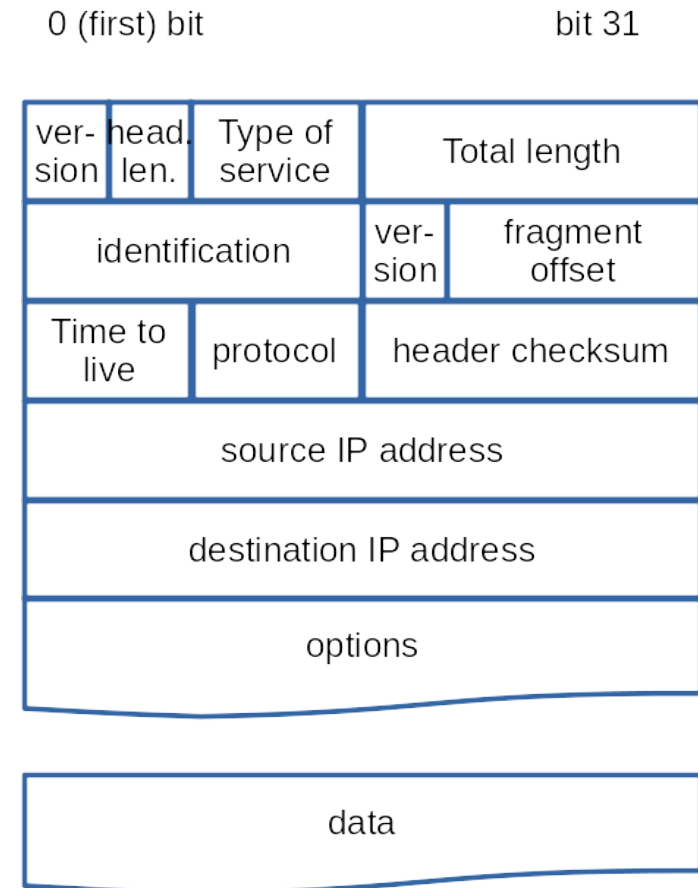 0 (first) bit bit 31
ver- head. Type of Total length
sion len. service
identification ver- fragment
sion offset
Time to protocol header checksum
live
source IP address
destination IP address
options
data